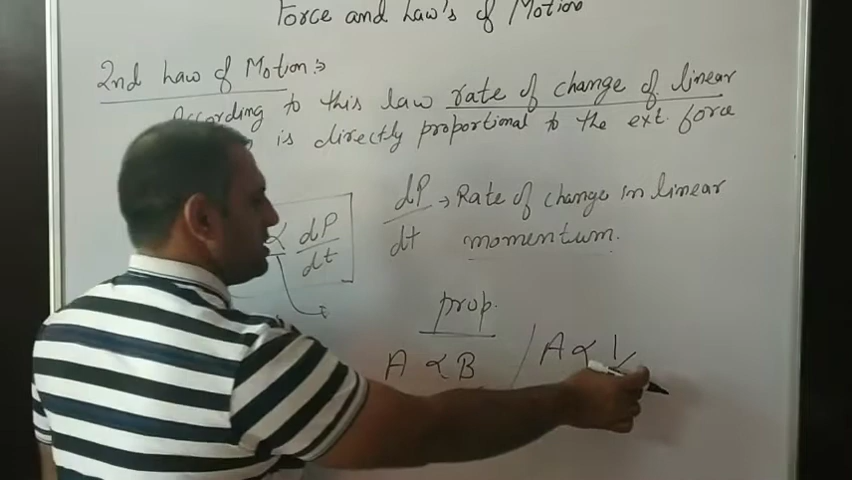 Force and Law's of Motion
2nd Law of Motion :-
According to this law rate of change of linear
is directly proportional to the ext. force
∝ dP/dt
dP/dt → Rate of change in linear
momentum.
prop.
A ∝ B / A ∝ 1/